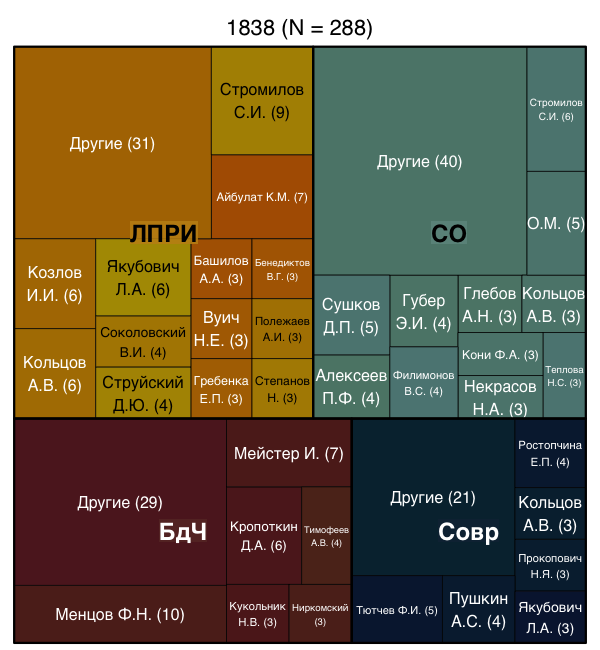 1838 (N = 288)
Другие (31)
Стромилов
С.И. (9)
Айбулат К.М. (7)
ЛПРИ
Козлов
И.И. (6)
Якубович
Л.А. (6)
Башилов
А.А. (3)
Бенедиктов
В.Г. (3)
Кольцов
А.В. (6)
Соколовский
В.И. (4)
Струйский
Д.Ю. (4)
Вуич
Н.Е. (3)
Полежаев
А.И. (3)
Гребенка
Е.П. (3)
Степанов
Н. (3)
Другие (40)
Стромилов
С.И. (6)
О.М. (5)
СО
Сушков
Д.П. (5)
Губер
Э.И. (4)
Глебов
А.Н. (3)
Кольцов
А.В. (3)
Алексеев
П.Ф. (4)
Филимонов
В.С. (4)
Кони Ф.А. (3)
Некрасов
Н.А. (3)
Теплова
Н.С. (3)
Другие (29)
БдЧ
Мейстер И. (7)
Кропоткин
Д.А. (6)
Тимофеев
А.В. (4)
Менцов Ф.Н. (10)
Кукольник
Н.В. (3)
Ниркомский
(3)
Другие (21)
Совр
Ростопчина
Е.П. (4)
Кольцов
А.В. (3)
Прокопович
Н.Я. (3)
Тютчев Ф.И. (5)
Пушкин
А.С. (4)
Якубович
Л.А. (3)